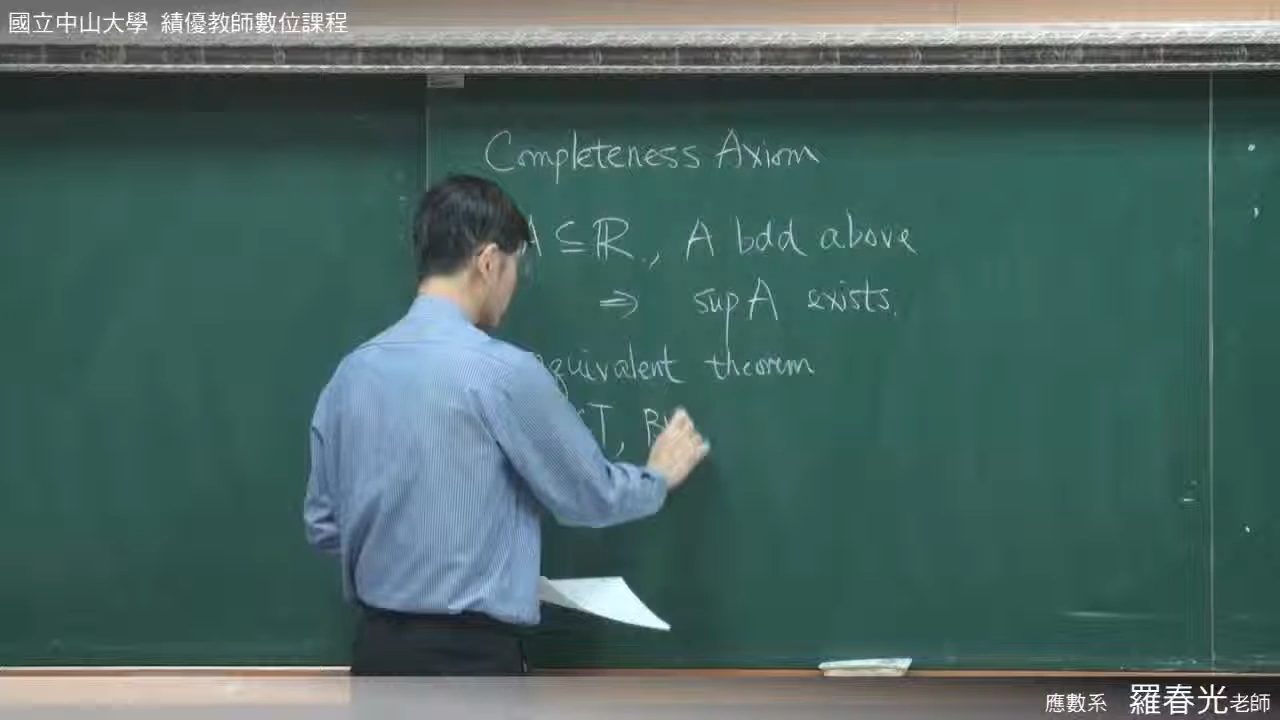 國立中山大學 績優教師數位課程
Completeness Axiom
A ⊆ ℝ, A bdd above
⇒ sup A exists.
equivalent theorem
T, B
應數系 羅春光老師